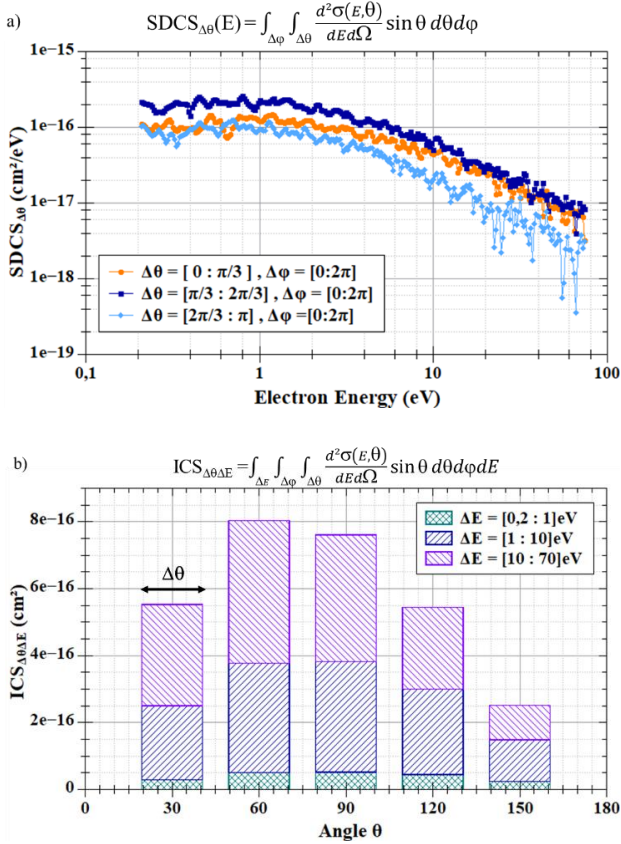 a)
SDCS_Δθ(E) = ∫_Δφ ∫_Δθ d²σ(E,θ)/dEdΩ sin θ dθdφ
1e−15
1e−16
1e−17
1e−18
1e−19
SDCS_Δθ (cm²/eV)
Δθ = [ 0 : π/3 ] , Δφ = [0:2π]
Δθ = [π/3 : 2π/3] , Δφ = [0:2π]
Δθ = [2π/3 : π] , Δφ =[0:2π]
0,1 1 10 100
Electron Energy (eV)
b)
ICS_ΔθΔE = ∫_ΔE ∫_Δφ ∫_Δθ d²σ(E,θ)/dEdΩ sin θ dθdφdE
8e−16
6e−16
4e−16
2e−16
0
ICS_ΔθΔE (cm²)
Δθ
ΔE = [0,2 : 1]eV
ΔE = [1 : 10]eV
ΔE = [10 : 70]eV
0 30 60 90 120 150 180
Angle θ